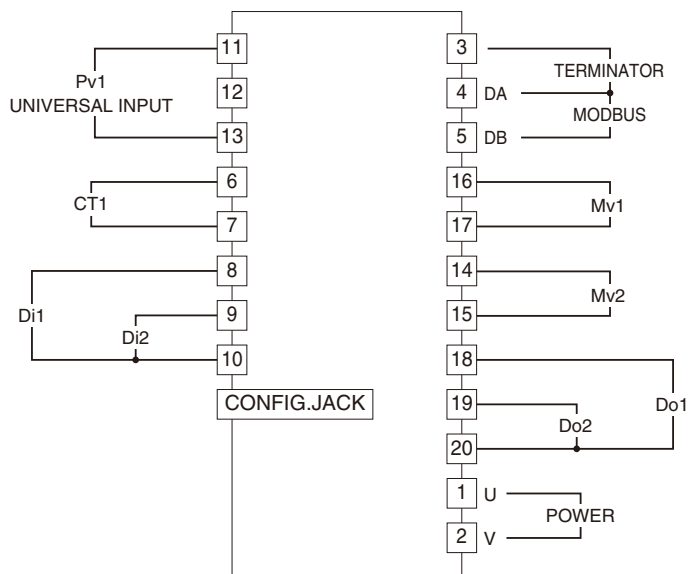 11
Pv1
UNIVERSAL INPUT
12
13
6
CT1
7
8
Di1
9
Di2
10
CONFIG.JACK
3
TERMINATOR
4 DA
MODBUS
5 DB
16
Mv1
17
14
Mv2
15
18
Do1
19
Do2
20
1 U
POWER
2 V